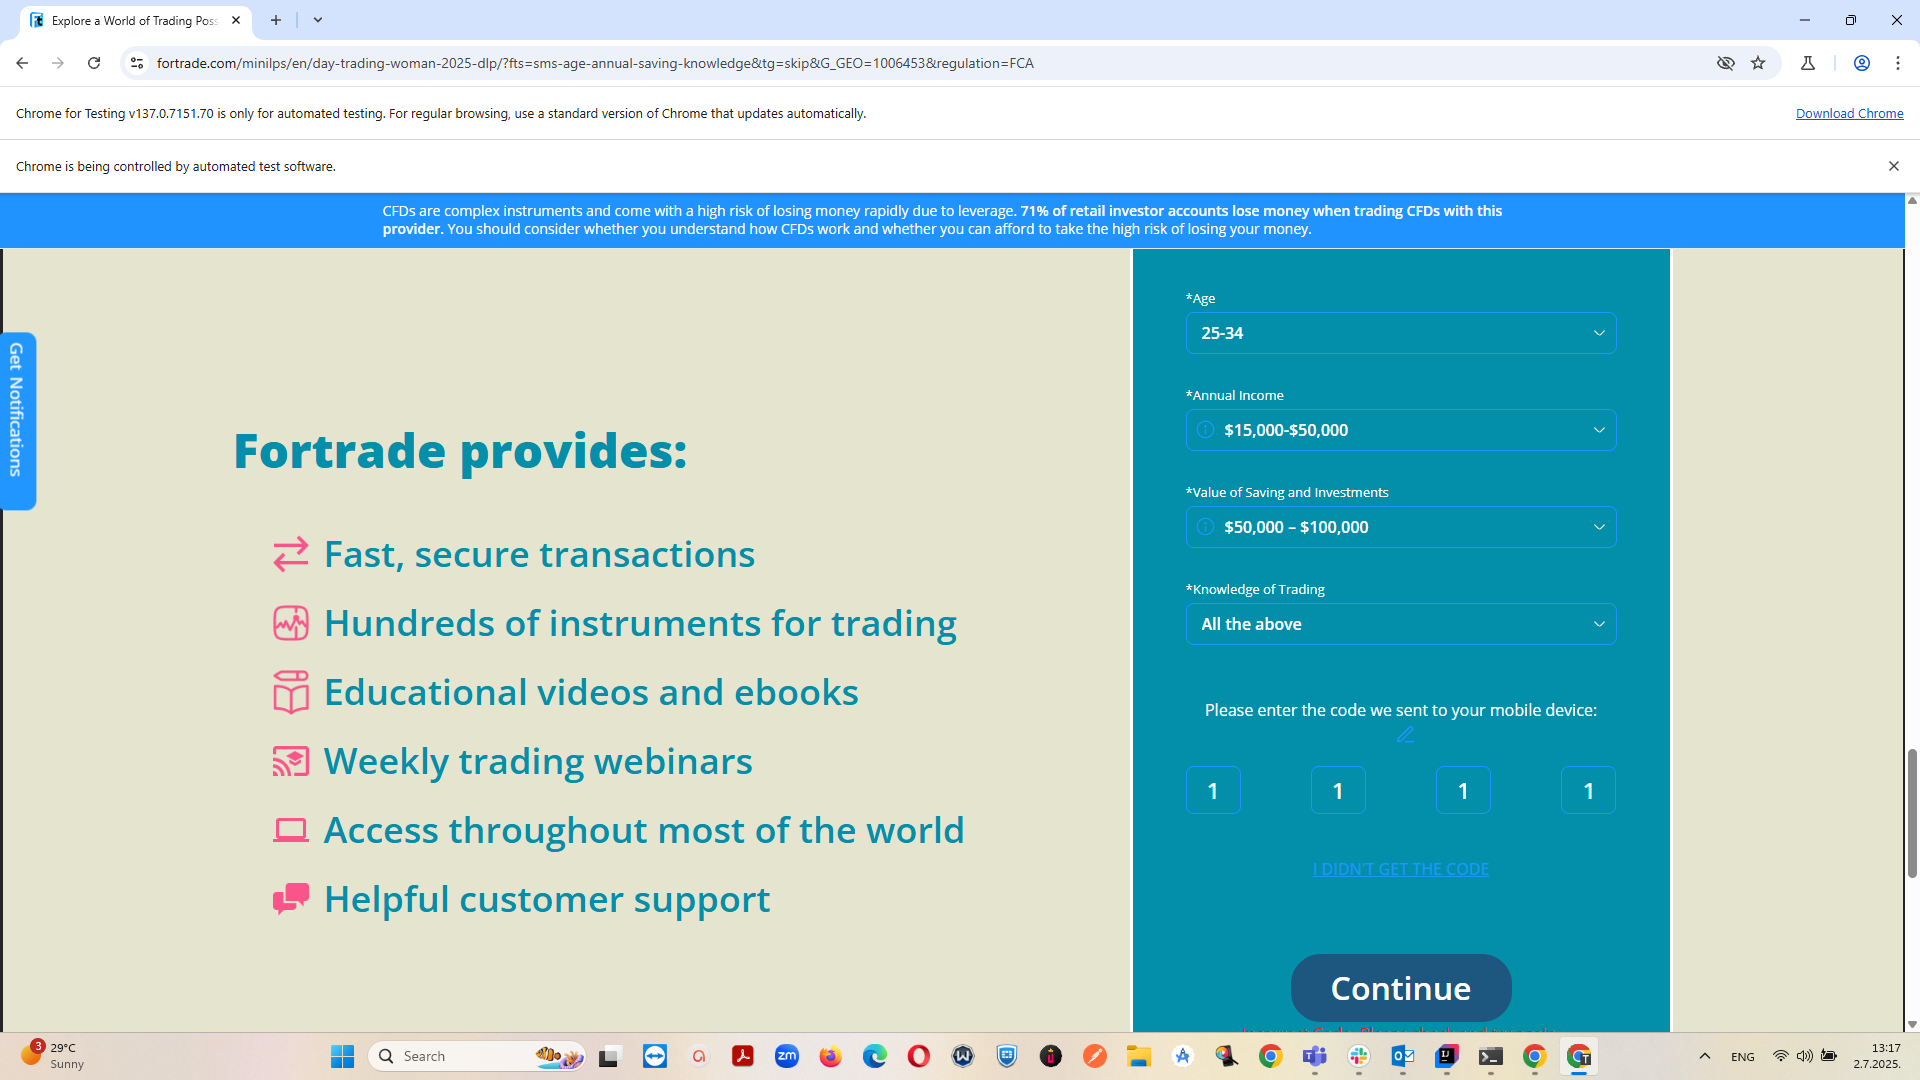 Explore a World of Trading Poss
fortrade.com/minilps/en/day-trading-woman-2025-dlp/?fts=sms-age-annual-saving-knowledge&tg=skip&G_GEO=1006453&regulation=FCA
Chrome for Testing v137.0.7151.70 is only for automated testing. For regular browsing, use a standard version of Chrome that updates automatically.
Download Chrome
Chrome is being controlled by automated test software.
CFDs are complex instruments and come with a high risk of losing money rapidly due to leverage. 71% of retail investor accounts lose money when trading CFDs with this
provider. You should consider whether you understand how CFDs work and whether you can afford to take the high risk of losing your money.
Get Notifications
Fortrade provides:
Fast, secure transactions
Hundreds of instruments for trading
Educational videos and ebooks
Weekly trading webinars
Access throughout most of the world
Helpful customer support
*Age
25-34
*Annual Income
$15,000-$50,000
*Value of Saving and Investments
$50,000 – $100,000
*Knowledge of Trading
All the above
Please enter the code we sent to your mobile device:
1 1 1 1
I DIDN'T GET THE CODE
Continue
3
29°C
Sunny
Search
zm
ENG
13:17
2.7.2025.